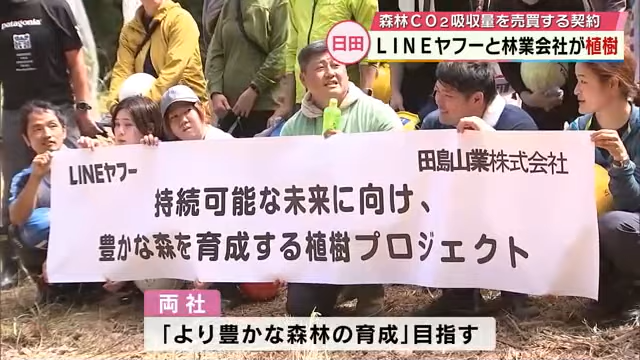 森林CO₂吸収量を売買する契約
日田
LINEヤフーと林業会社が植樹
patagonia
LINEヤフー
田島山業株式会社
持続可能な未来に向け、
豊かな森を育成する植樹プロジェクト
両社
「より豊かな森林の育成」目指す